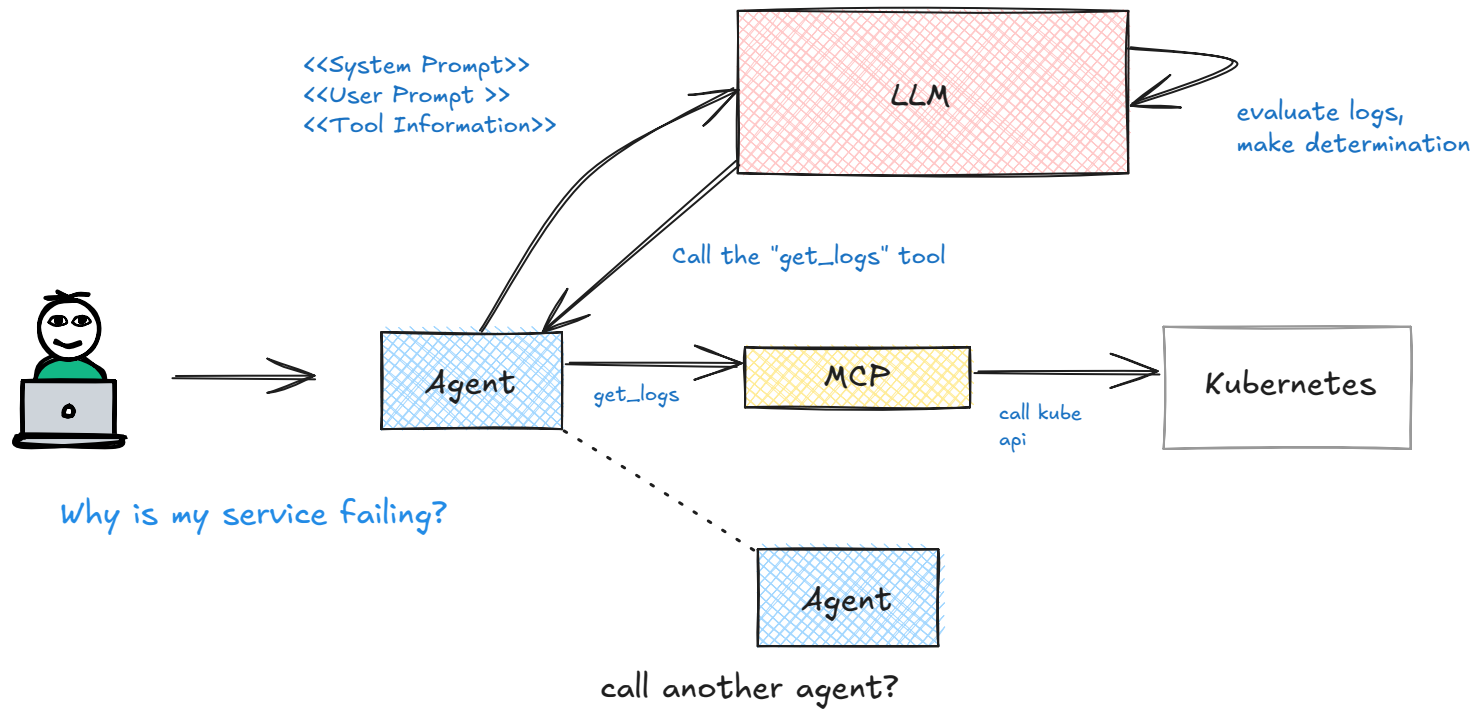 <<System Prompt>>
<<User Prompt >>
<<Tool Information>>
LLM
evaluate logs,
make determination
Call the "get_logs" tool
Agent
get_logs
MCP
call kube
api
Kubernetes
Why is my service failing?
Agent
call another agent?